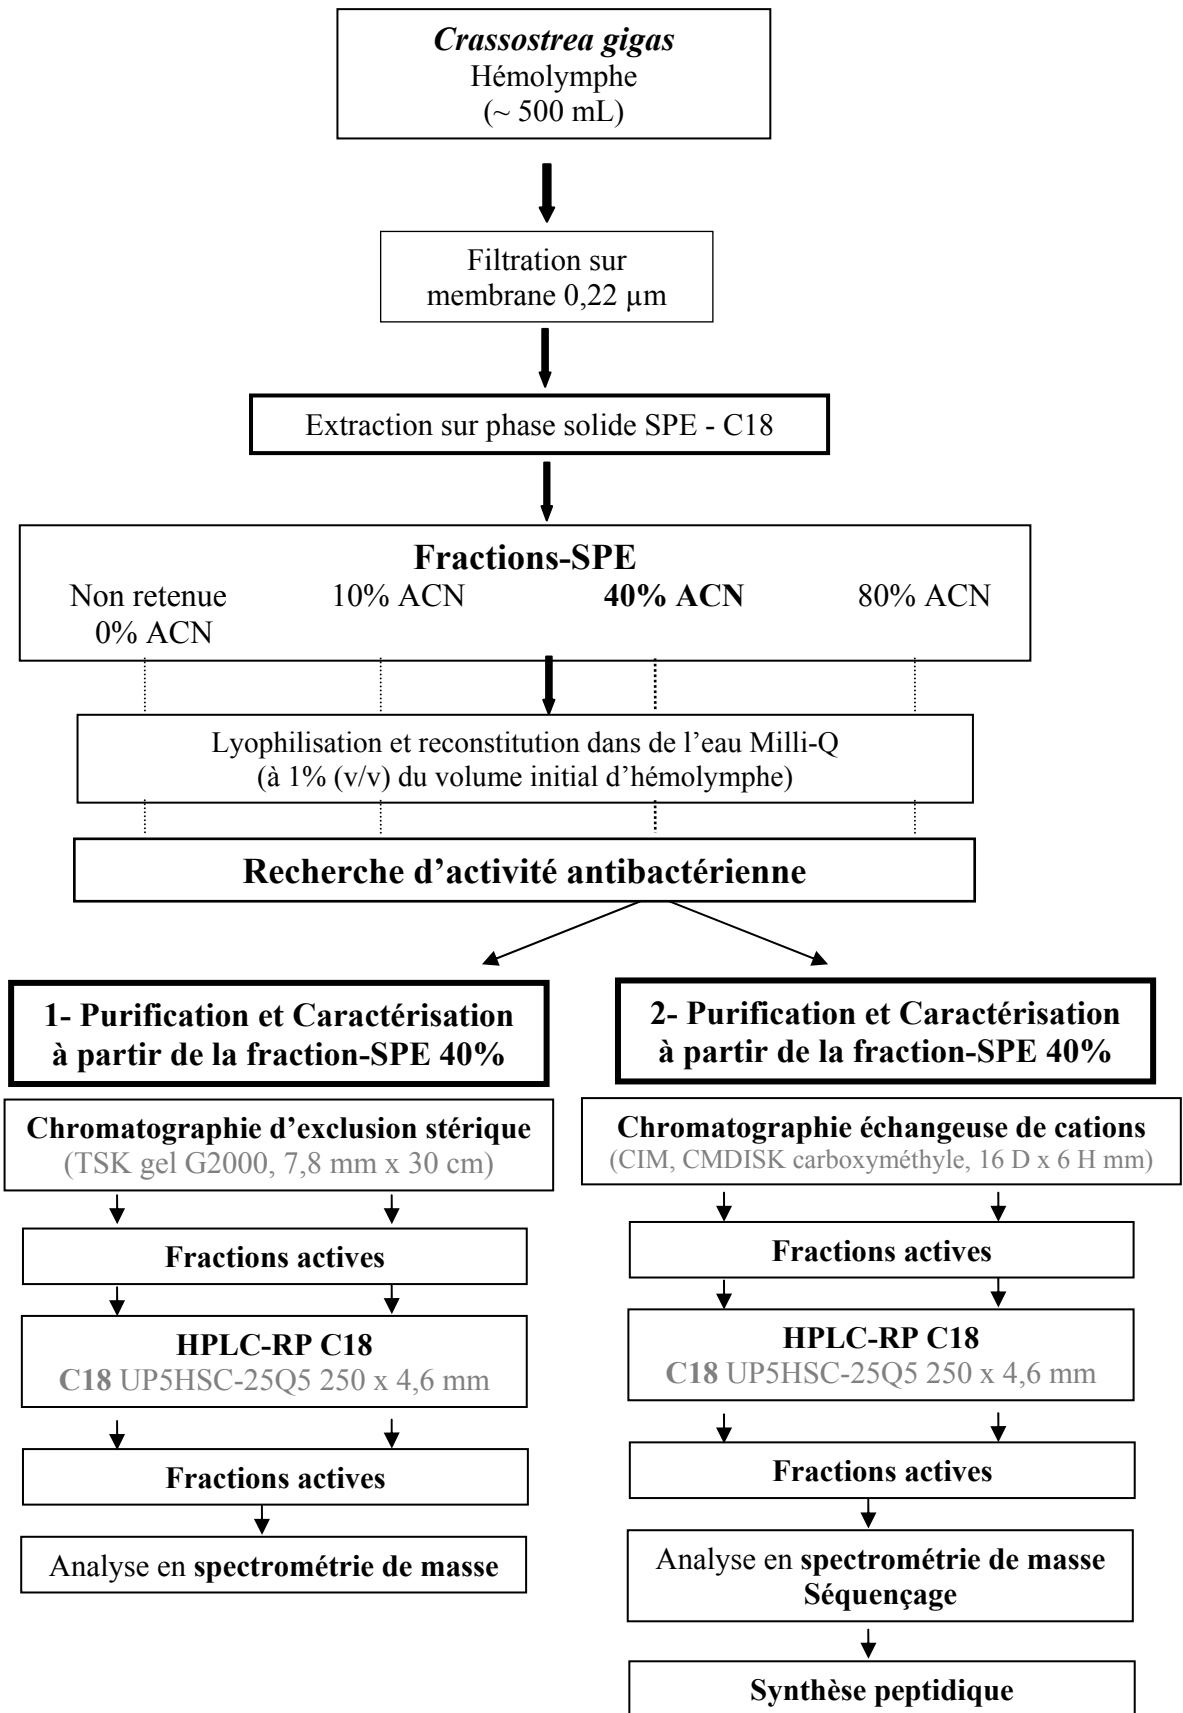 Crassostrea gigas
Hémolymphe
(~ 500 mL)
Filtration sur
membrane 0,22 µm
Extraction sur phase solide SPE - C18
Fractions-SPE
Non retenue 10% ACN 40% ACN 80% ACN
0% ACN
Lyophilisation et reconstitution dans de l’eau Milli-Q
(à 1% (v/v) du volume initial d’hémolymphe)
Recherche d’activité antibactérienne
1- Purification et Caractérisation
à partir de la fraction-SPE 40%
Chromatographie d’exclusion stérique
(TSK gel G2000, 7,8 mm x 30 cm)
Fractions actives
HPLC-RP C18
C18 UP5HSC-25Q5 250 x 4,6 mm
Fractions actives
Analyse en spectrométrie de masse
2- Purification et Caractérisation
à partir de la fraction-SPE 40%
Chromatographie échangeuse de cations
(CIM, CMDISK carboxyméthyle, 16 D x 6 H mm)
Fractions actives
HPLC-RP C18
C18 UP5HSC-25Q5 250 x 4,6 mm
Fractions actives
Analyse en spectrométrie de masse
Séquençage
Synthèse peptidique